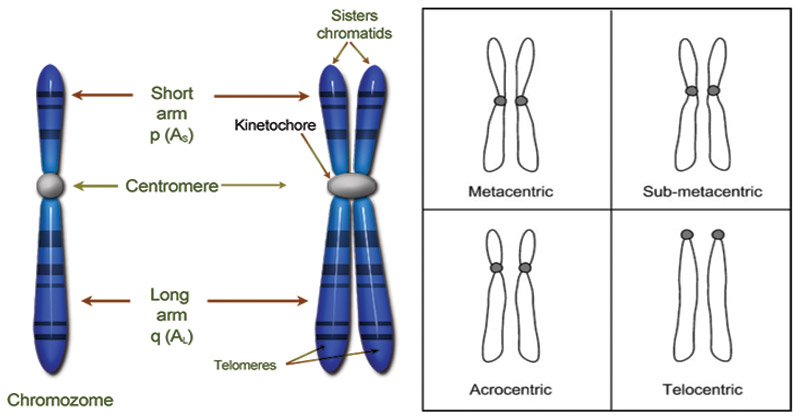 Sisters
chromatids
Short
arm
p (As)
Kinetochore
Centromere
Long
arm
q (AL)
Telomeres
Chromozome
Metacentric
Sub-metacentric
Acrocentric
Telocentric